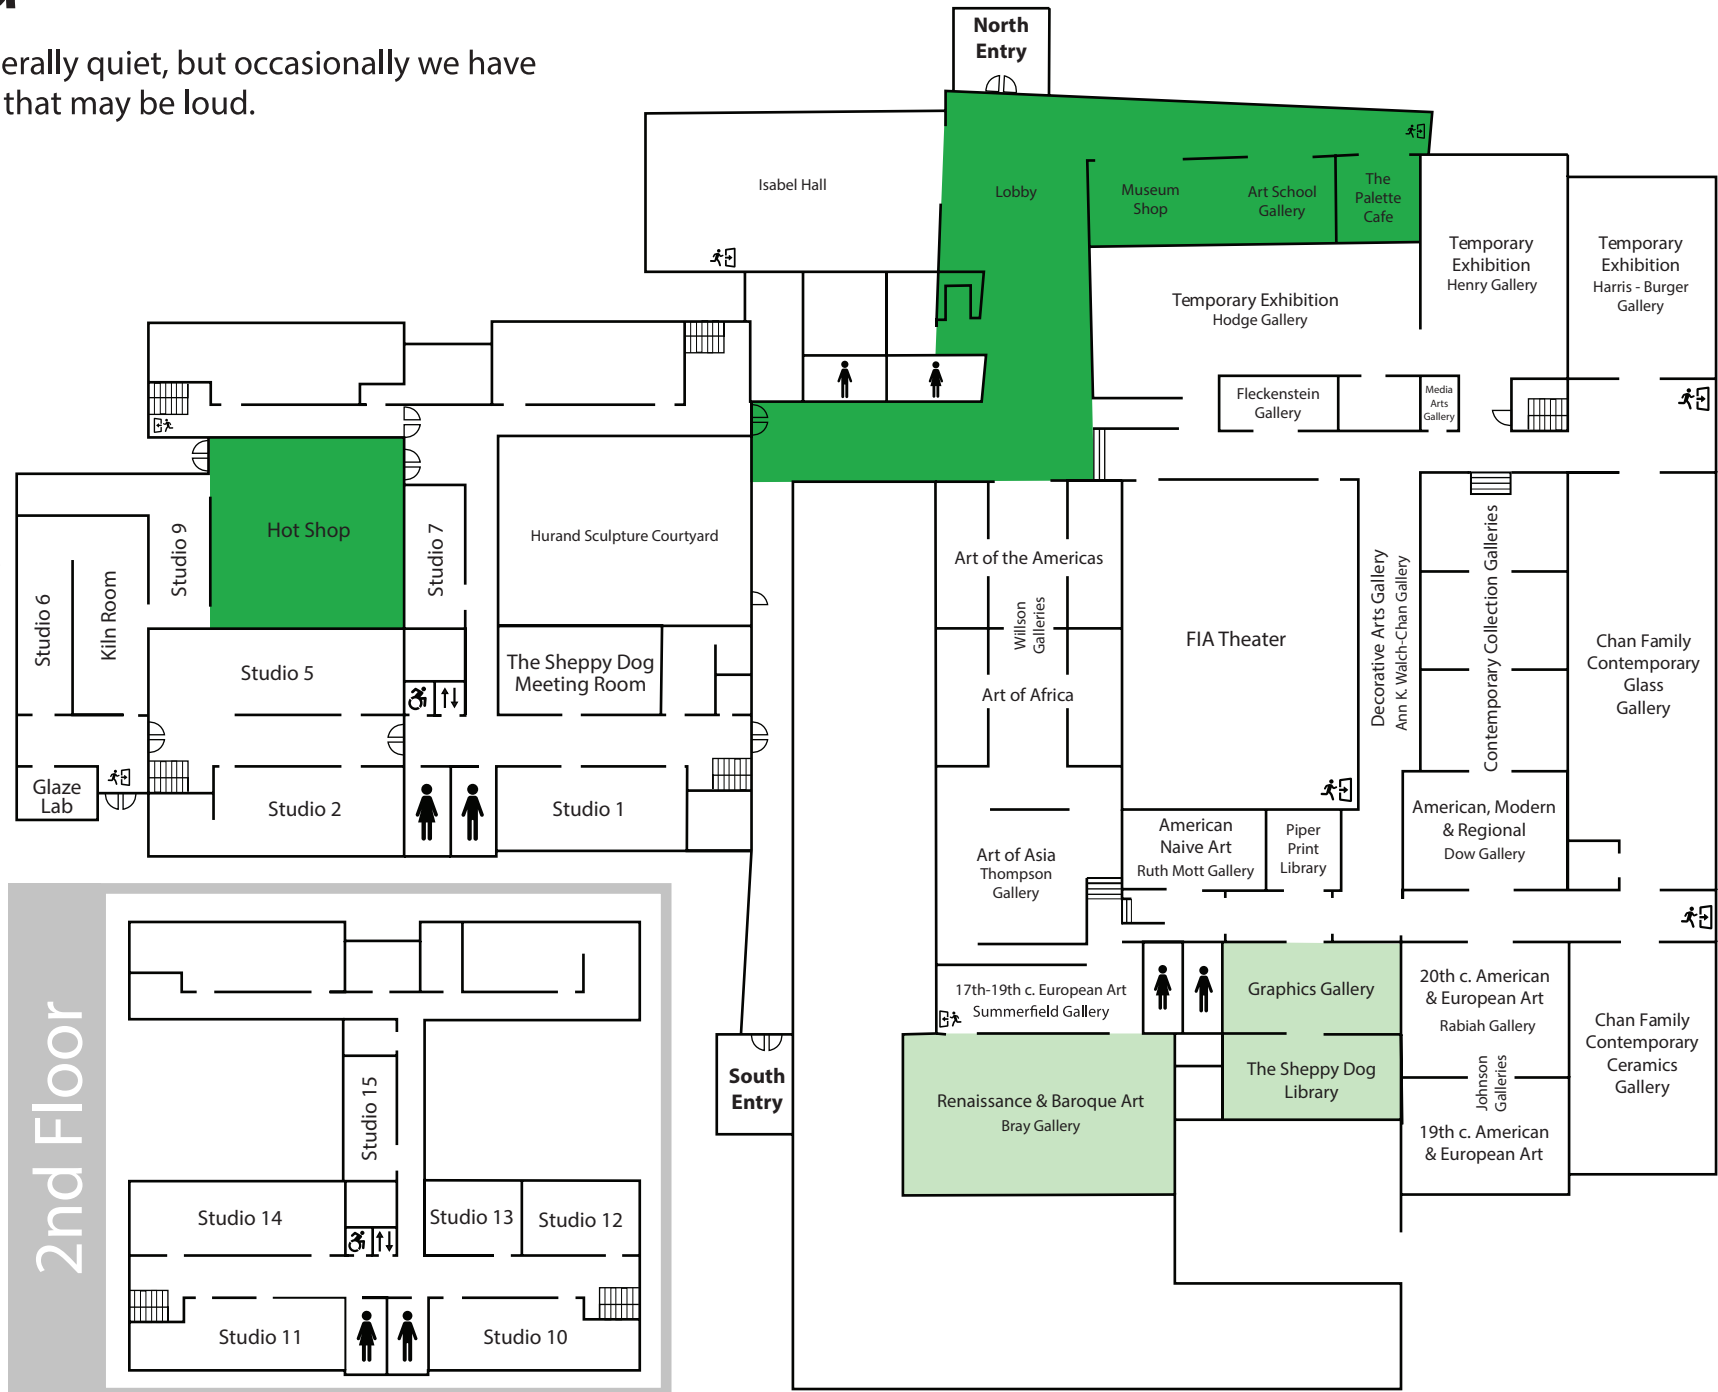 erally quiet, but occasionally we have
that may be loud.
North
Entry
Isabel Hall
Lobby
Museum
Shop
Art School
Gallery
The
Palette
Cafe
Temporary
Exhibition
Henry Gallery
Temporary
Exhibition
Harris - Burger
Gallery
Temporary Exhibition
Hodge Gallery
Fleckenstein
Gallery
Media
Arts
Gallery
Hot Shop
Studio 9
Studio 7
Studio 6
Kiln Room
Studio 5
Hurand Sculpture Courtyard
The Sheppy Dog
Meeting Room
Glaze
Lab
Studio 2
Studio 1
Art of the Americas
Willson
Galleries
Art of Africa
FIA Theater
Decorative Arts Gallery
Ann K. Walch-Chan Gallery
Contemporary Collection Galleries
Chan Family
Contemporary
Glass
Gallery
Art of Asia
Thompson
Gallery
American
Naive Art
Ruth Mott Gallery
Piper
Print
Library
American, Modern
& Regional
Dow Gallery
17th-19th c. European Art
Summerfield Gallery
Graphics Gallery
20th c. American
& European Art
Rabiah Gallery
Johnson
Galleries
19th c. American
& European Art
Chan Family
Contemporary
Ceramics
Gallery
South
Entry
Renaissance & Baroque Art
Bray Gallery
The Sheppy Dog
Library
2nd Floor
Studio 15
Studio 14
Studio 13
Studio 12
Studio 11
Studio 10